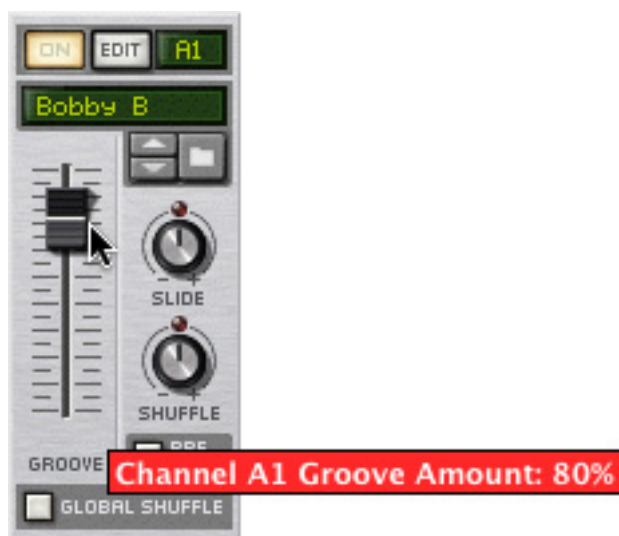 ON EDIT A1
Bobby B
- +
SLIDE
- +
SHUFFLE
GROOVE
Channel A1 Groove Amount: 80%
GLOBAL SHUFFLE